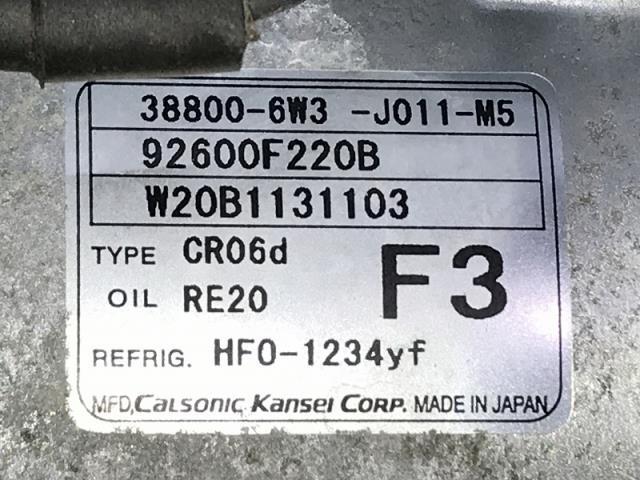 38800-6W3 -J011-M5
92600F220B
W20B1131103
TYPE CR06d
F3
OIL RE20
REFRIG. HFO-1234yf
MFD,CALSONIC KANSEI CORP. MADE IN JAPAN